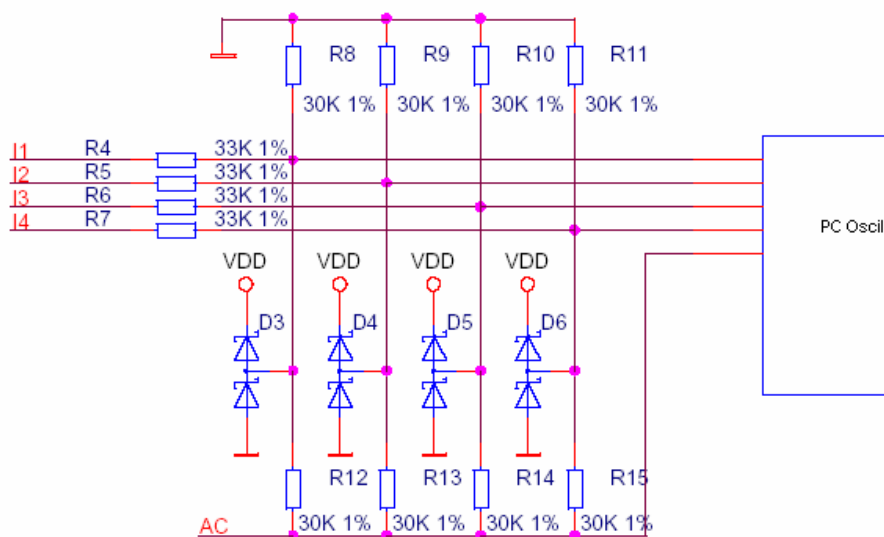 R8 R9 R10 R11
30K 1% 30K 1% 30K 1% 30K 1%
I1 R4 33K 1%
I2 R5 33K 1%
I3 R6 33K 1%
I4 R7 33K 1%
PC Oscil
VDD VDD VDD VDD
D3 D4 D5 D6
R12 R13 R14 R15
AC 30K 1% 30K 1% 30K 1% 30K 1%